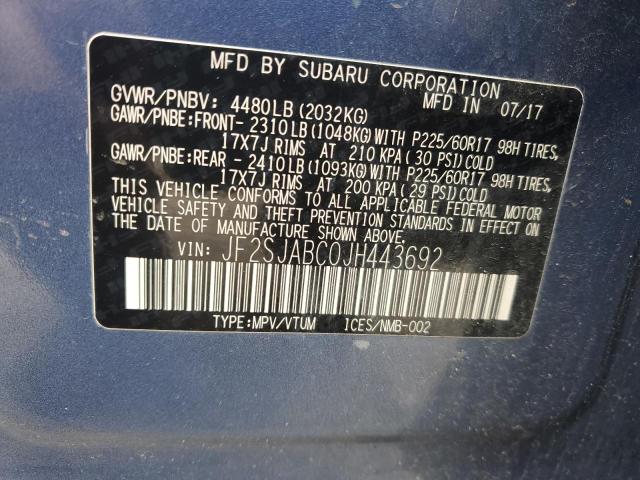 MFD BY SUBARU CORPORATION
MFD IN 07/17
GVWR/PNBV: 4480LB(2032KG)
GAWR/PNBE:FRONT- 2310LB(1048KG)WITH P225/60R17 98H TIRES,
17X7J RIMS AT 210 KPA( 30 PSI)COLD
GAWR/PNBE:REAR - 2410LB(1093KG)WITH P225/60R17 98H TIRES,
17X7J RIMS AT 200 KPA( 29 PSI)COLD
THIS VEHICLE CONFORMS TO ALL APPLICABLE FEDERAL MOTOR
VEHICLE SAFETY AND THEFT PREVENTION STANDARDS IN EFFECT ON
THE DATE OF MANUFACTURE SHOWN ABOVE.
VIN: JF2SJABC0JH443692
TYPE:MPV/VTUM ICES/NMB-002